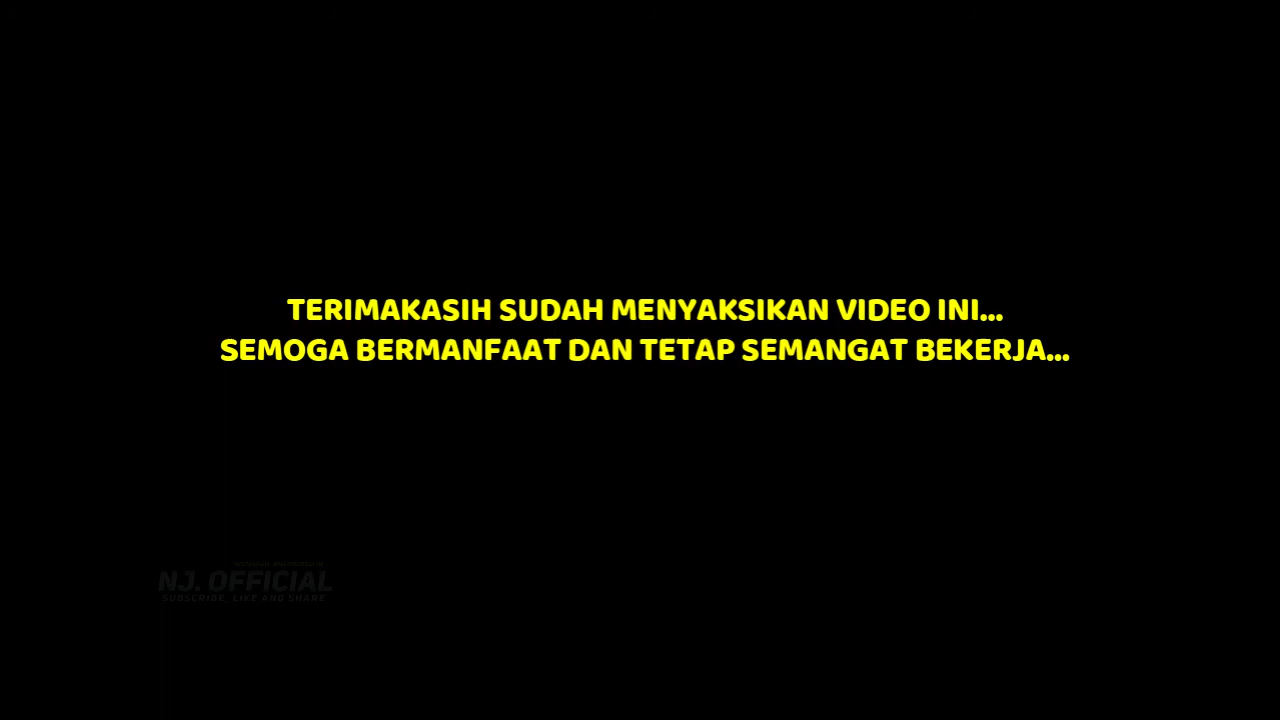 TERIMAKASIH SUDAH MENYAKSIKAN VIDEO INI...
SEMOGA BERMANFAAT DAN TETAP SEMANGAT BEKERJA...
NJ. OFFICIAL
SUBSCRIBE, LIKE AND SHARE